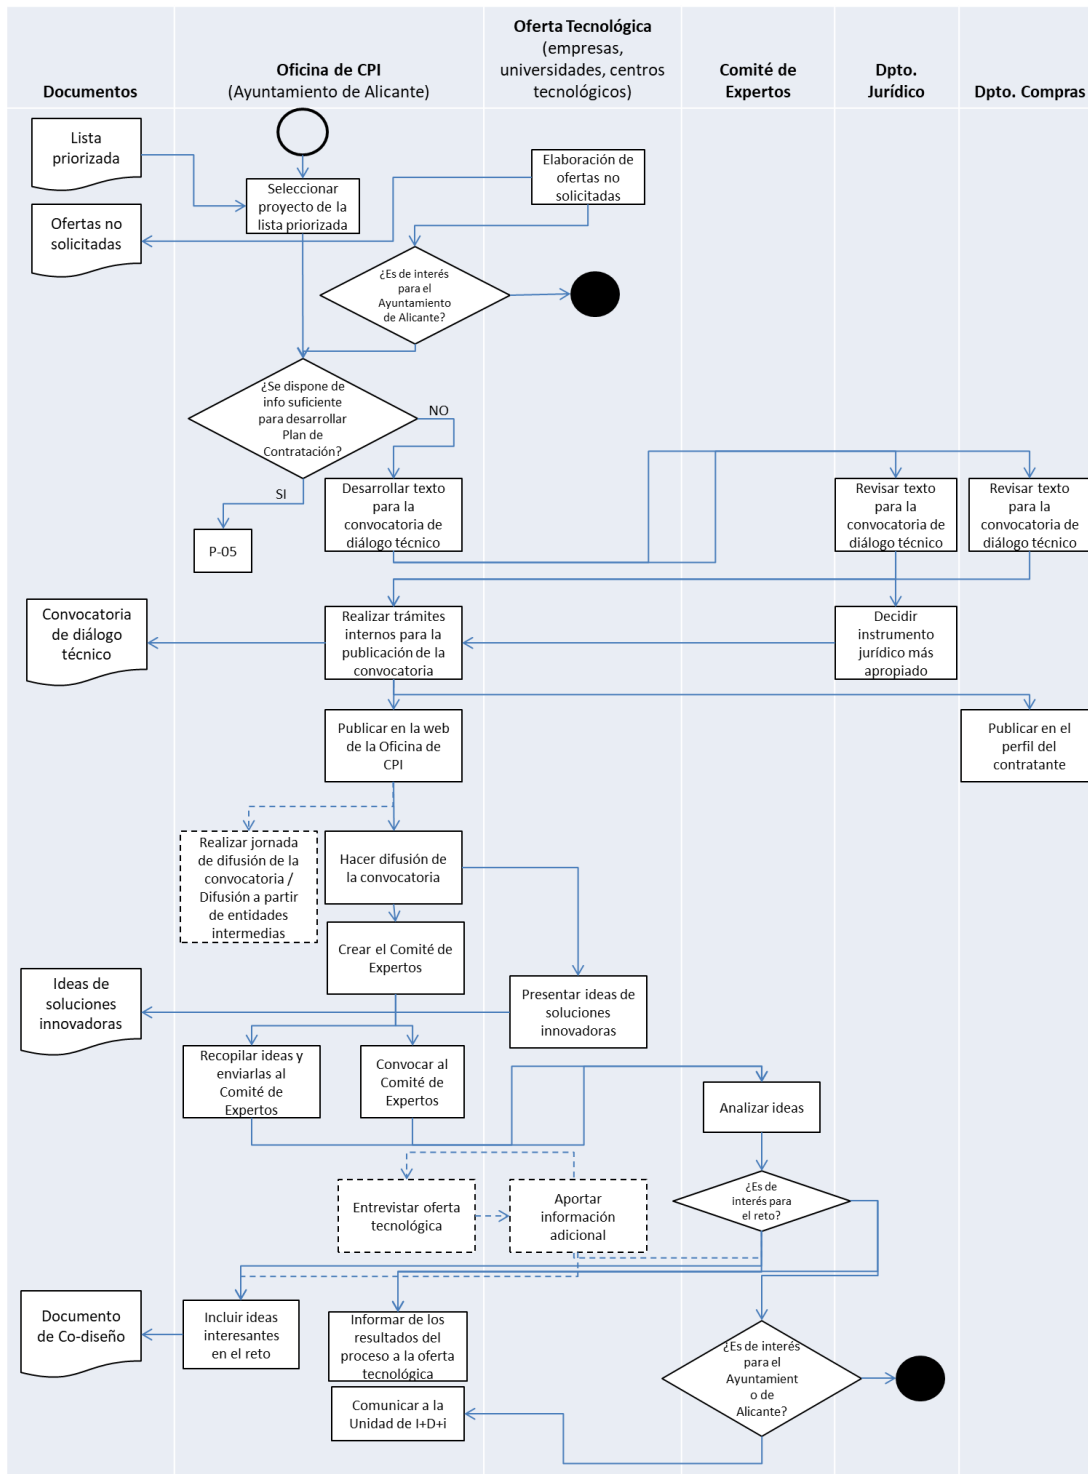 Documentos
Oficina de CPI
(Ayuntamiento de Alicante)
Oferta Tecnológica
(empresas,
universidades, centros
tecnológicos)
Comité de
Expertos
Dpto.
Jurídico
Dpto. Compras
Lista
priorizada
Seleccionar
proyecto de la
lista priorizada
Elaboración de
ofertas no
solicitadas
Ofertas no
solicitadas
¿Es de interés
para el
Ayuntamiento
de Alicante?
¿Se dispone de
info suficiente
para desarrollar
Plan de
Contratación?
NO
SI
P-05
Desarrollar texto
para la
convocatoria de
diálogo técnico
Revisar texto
para la
convocatoria de
diálogo técnico
Revisar texto
para la
convocatoria de
diálogo técnico
Convocatoria
de diálogo
técnico
Realizar trámites
internos para la
publicación de la
convocatoria
Decidir
instrumento
jurídico más
apropiado
Publicar en la web
de la Oficina de
CPI
Publicar en el
perfil del
contratante
Realizar jornada
de difusión de la
convocatoria /
Difusión a partir
de entidades
intermedias
Hacer difusión de
la convocatoria
Crear el Comité de
Expertos
Ideas de
soluciones
innovadoras
Presentar ideas de
soluciones
innovadoras
Recopilar ideas y
enviarlas al
Comité de
Expertos
Convocar al
Comité de
Expertos
Analizar ideas
Entrevistar oferta
tecnológica
Aportar
información
adicional
¿Es de
interés para
el reto?
Documento
de Co-diseño
Incluir ideas
interesantes
en el reto
Informar de los
resultados del
proceso a la oferta
tecnológica
¿Es de interés
para el
Ayuntamient
o de
Alicante?
Comunicar a la
Unidad de I+D+i